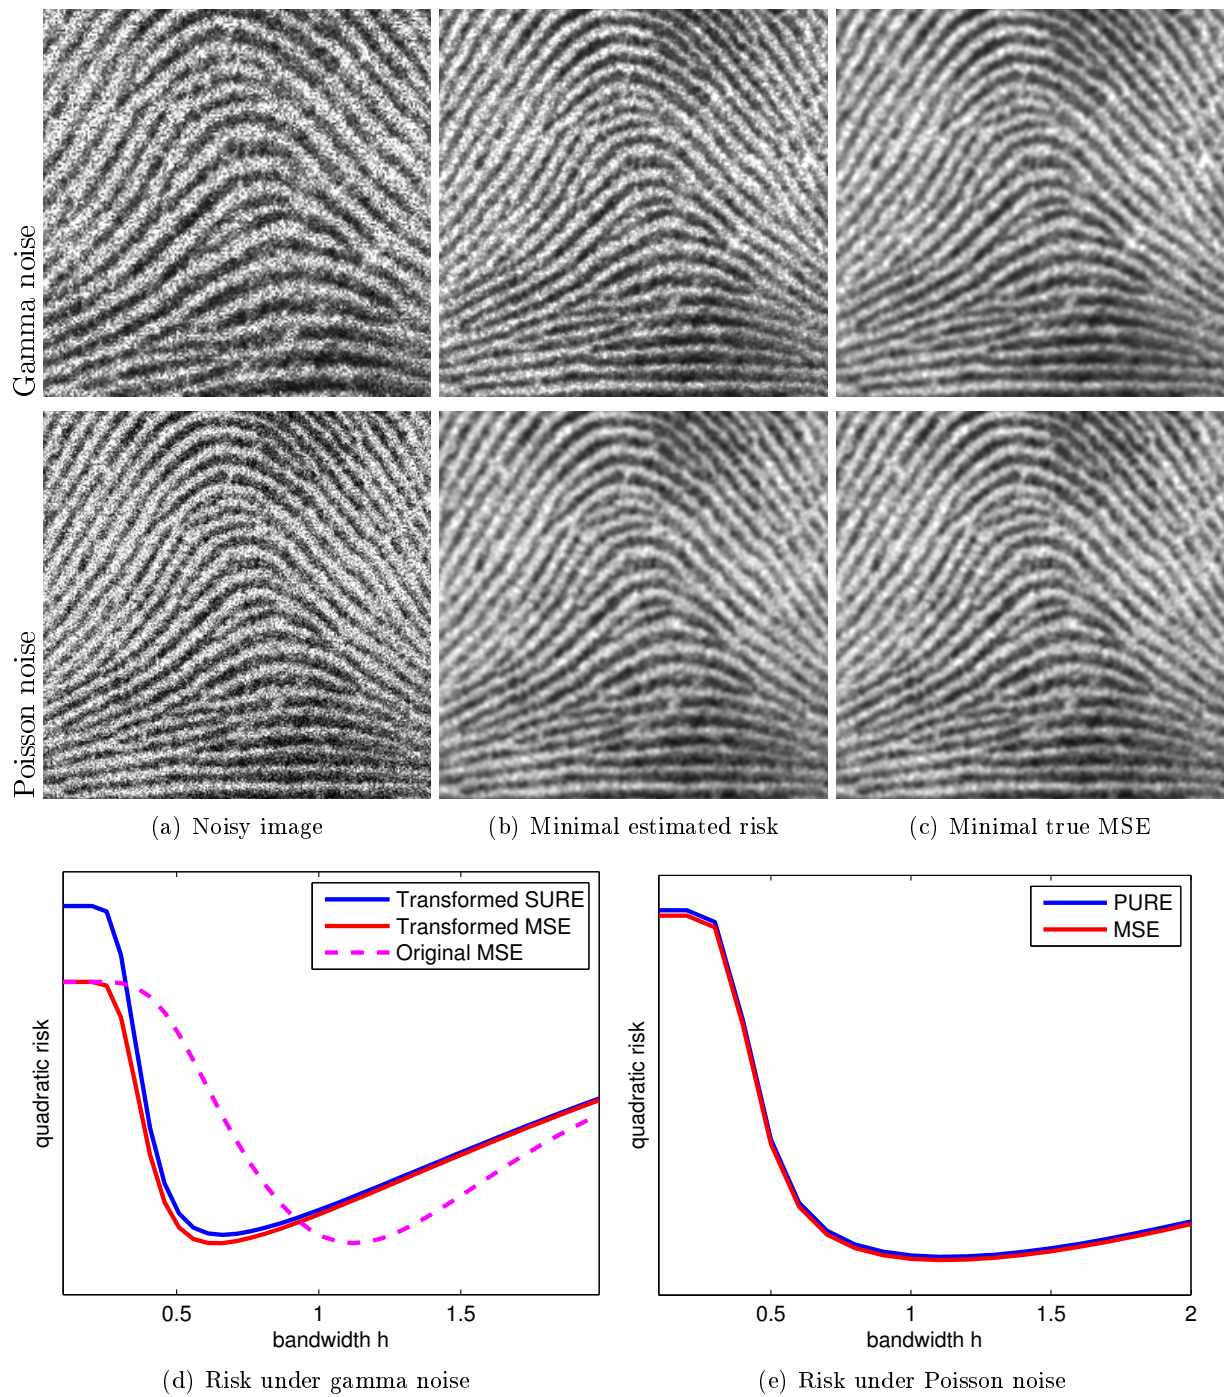 Gamma noise
Poisson noise
(a) Noisy image
(b) Minimal estimated risk
(c) Minimal true MSE
Transformed SURE
Transformed MSE
Original MSE
quadratic risk
0.5
1
1.5
bandwidth h
(d) Risk under gamma noise
PURE
MSE
quadratic risk
0.5
1
1.5
2
bandwidth h
(e) Risk under Poisson noise